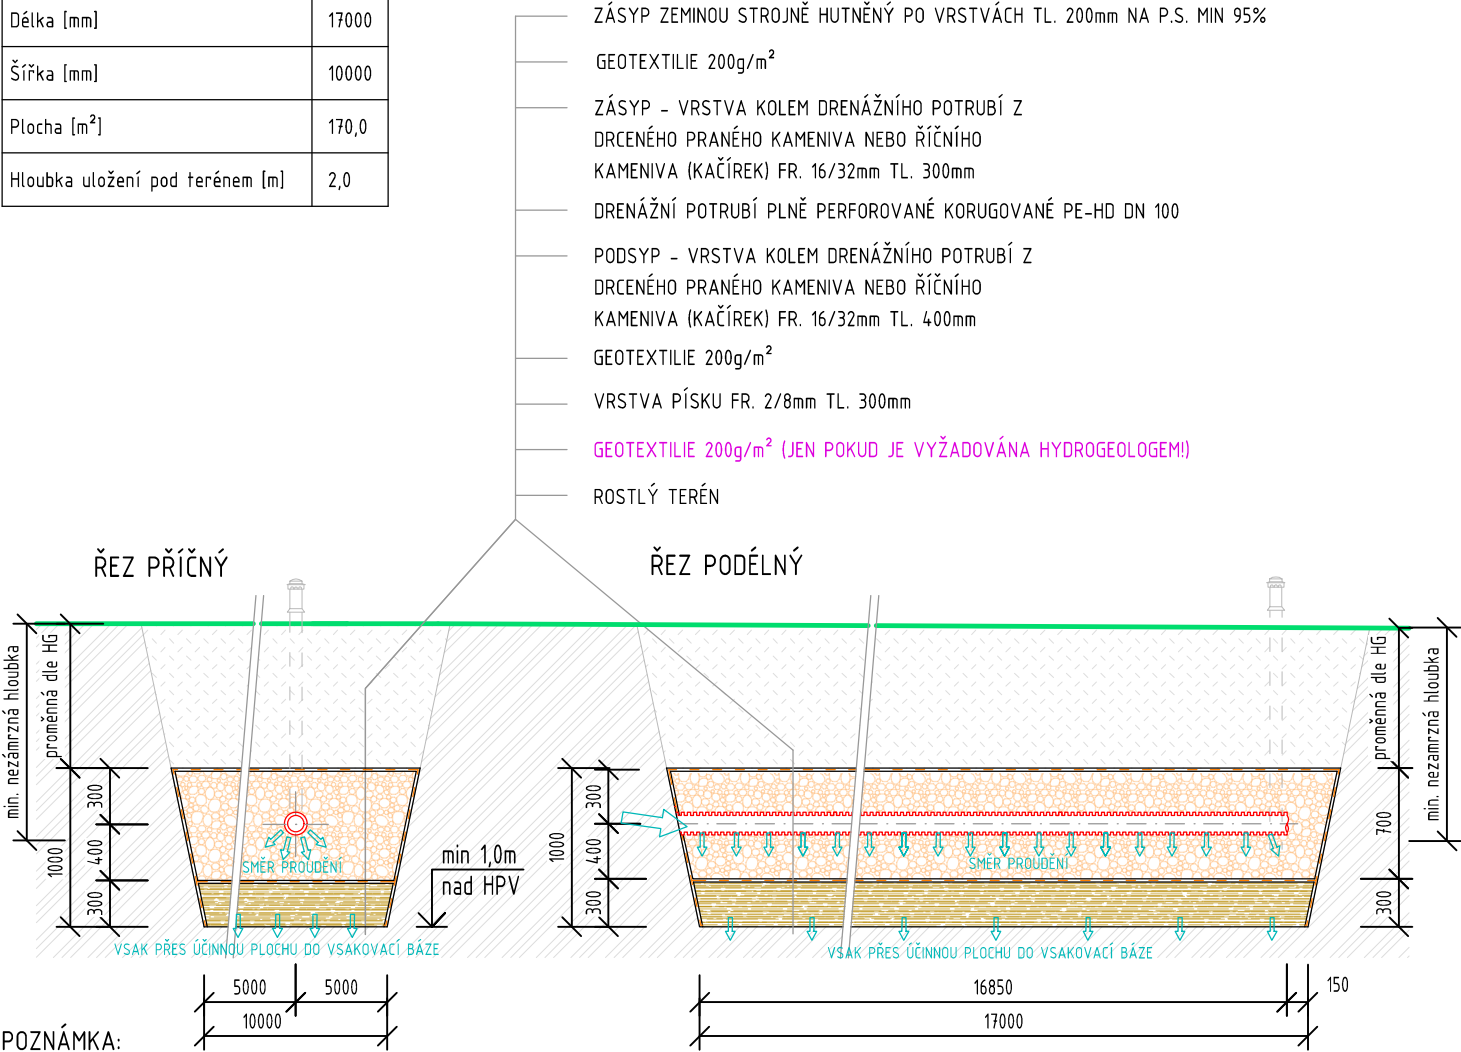 Délka [mm] 17000
Šířka [mm] 10000
Plocha [m²] 170,0
Hloubka uložení pod terénem [m] 2,0
ZÁSYP ZEMINOU STROJNĚ HUTNĚNÝ PO VRSTVÁCH TL. 200mm NA P.S. MIN 95%
GEOTEXTILIE 200g/m²
ZÁSYP - VRSTVA KOLEM DRENÁŽNÍHO POTRUBÍ Z
DRCENÉHO PRANÉHO KAMENIVA NEBO ŘÍČNÍHO
KAMENIVA (KAČÍREK) FR. 16/32mm TL. 300mm
DRENÁŽNÍ POTRUBÍ PLNĚ PERFOROVANÉ KORUGOVANÉ PE-HD DN 100
PODSYP - VRSTVA KOLEM DRENÁŽNÍHO POTRUBÍ Z
DRCENÉHO PRANÉHO KAMENIVA NEBO ŘÍČNÍHO
KAMENIVA (KAČÍREK) FR. 16/32mm TL. 400mm
GEOTEXTILIE 200g/m²
VRSTVA PÍSKU FR. 2/8mm TL. 300mm
GEOTEXTILIE 200g/m² (JEN POKUD JE VYŽADOVÁNA HYDROGEOLOGEM!)
ROSTLÝ TERÉN
ŘEZ PŘÍČNÝ
min. nezámrzná hloubka
proměnná dle HG
1000
300
400
300
SMĚR PROUDĚNÍ
min 1,0m
nad HPV
VSAK PŘES ÚČINNOU PLOCHU DO VSAKOVACÍ BÁZE
5000
5000
10000
ŘEZ PODÉLNÝ
1000
300
400
300
SMĚR PROUDĚNÍ
proměnná dle HG
min. nezamrzná hloubka
700
300
VSAK PŘES ÚČINNOU PLOCHU DO VSAKOVACÍ BÁZE
16850
150
17000
POZNÁMKA: